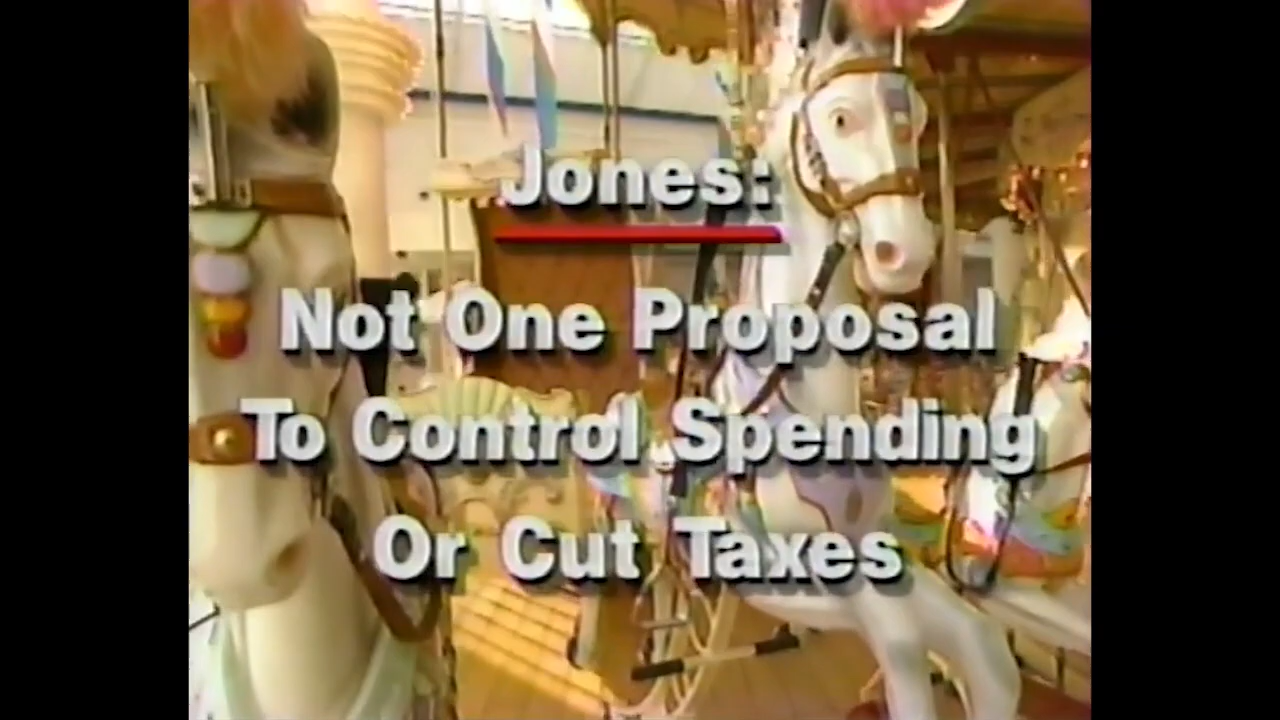 Jones:
Not One Proposal
To Control Spending
Or Cut Taxes